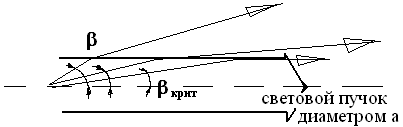 β
β крит
световой пучок
диаметром а